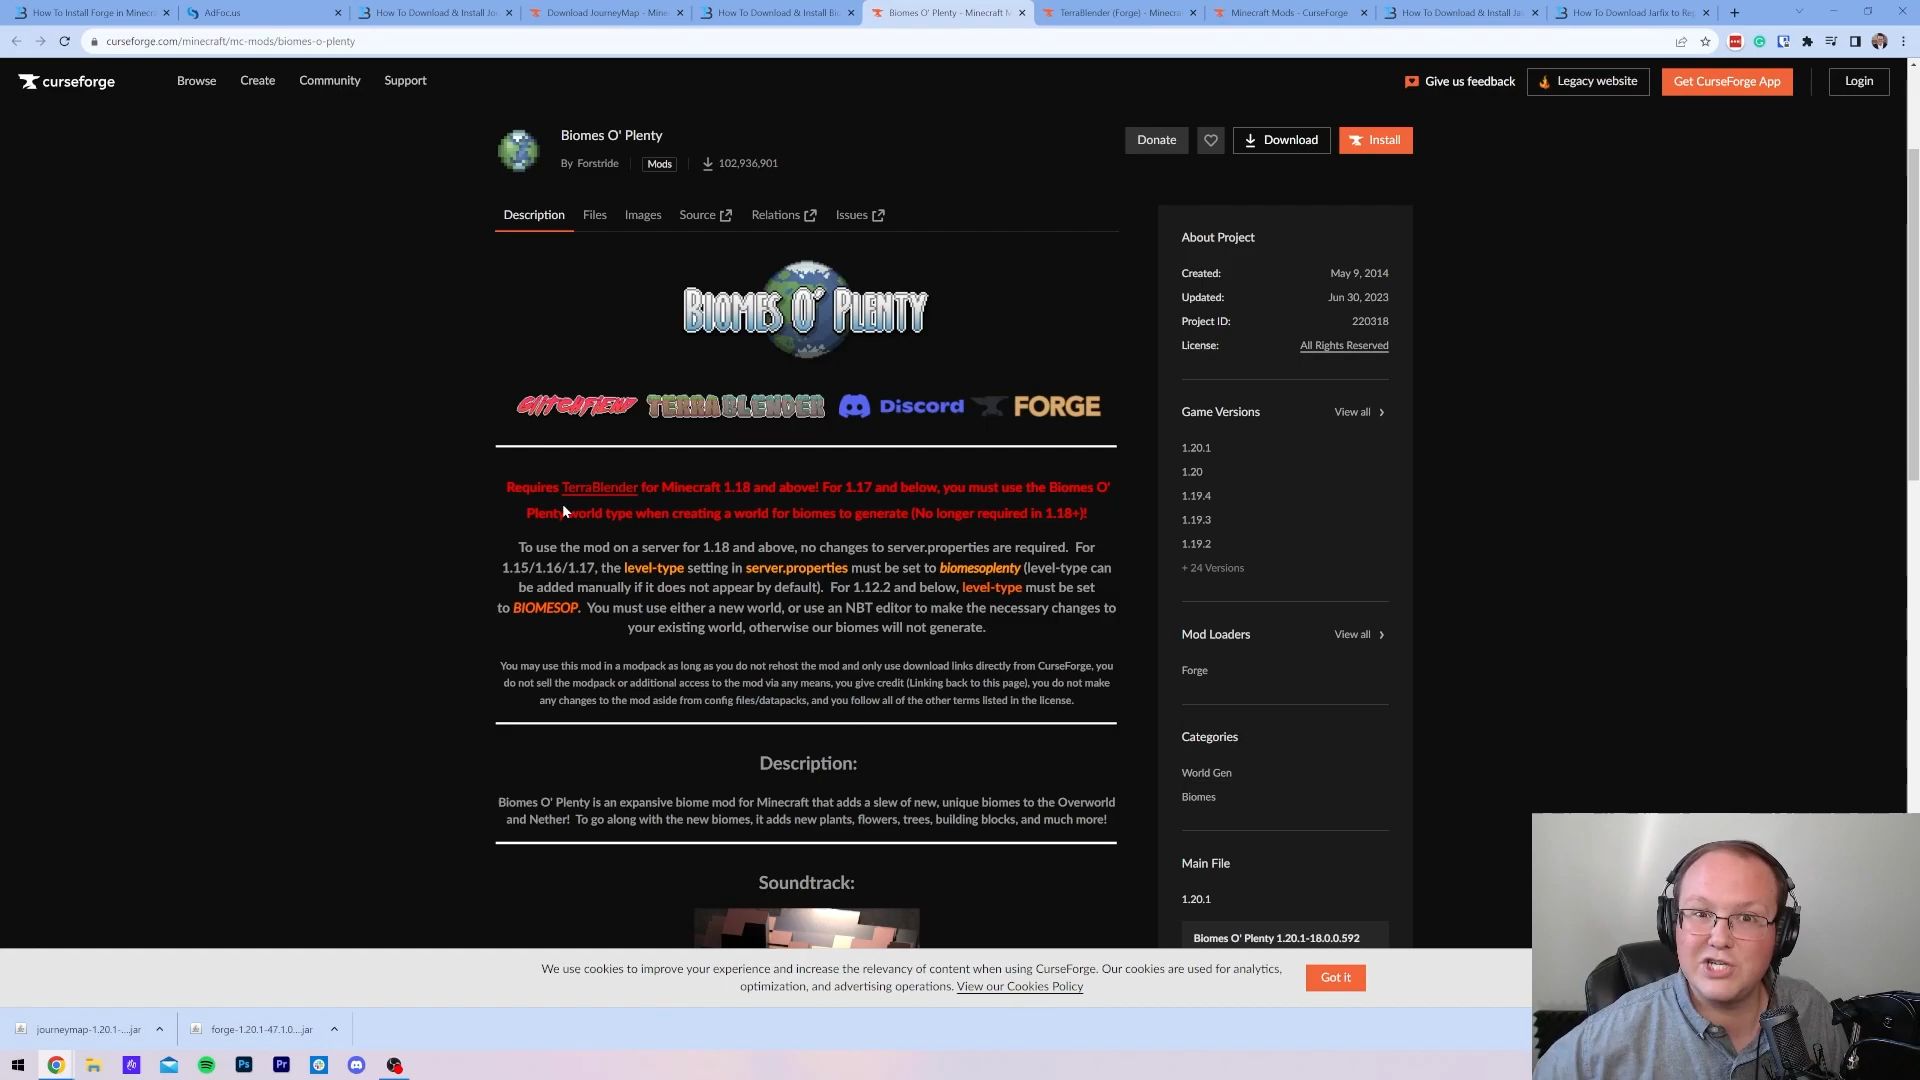 How To Install Forge in Minecr
AdFoc.us
How To Download & Install Jou
Download JourneyMap - Mine
How To Download & Install Bio
Biomes O' Plenty - Minecraft M
TerraBlender (Forge) - Minecra
Minecraft Mods - CurseForge
How To Download & Install Ja
How To Download Jarfix to Rep
curseforge.com/minecraft/mc-mods/biomes-o-plenty
curseforge
Browse
Create
Community
Support
Give us feedback
Legacy website
Get CurseForge App
Login
Biomes O' Plenty
By Forstride
Mods
102,936,901
Donate
Download
Install
Description
Files
Images
Source
Relations
Issues
BIOMES O' PLENTY
GLITCHFIEW
TERRABLENDER
Discord
FORGE
Requires TerraBlender for Minecraft 1.18 and above! For 1.17 and below, you must use the Biomes O'
Plenty world type when creating a world for biomes to generate (No longer required in 1.18+)!
To use the mod on a server for 1.18 and above, no changes to server.properties are required. For
1.15/1.16/1.17, the level-type setting in server.properties must be set to biomesoplenty (level-type can
be added manually if it does not appear by default). For 1.12.2 and below, level-type must be set
to BIOMESOP. You must use either a new world, or use an NBT editor to make the necessary changes to
your existing world, otherwise our biomes will not generate.
You may use this mod in a modpack as long as you do not rehost the mod and only use download links directly from CurseForge, you
do not sell the modpack or additional access to the mod via any means, you give credit (Linking back to this page), you do not make
any changes to the mod aside from config files/datapacks, and you follow all of the other terms listed in the license.
Description:
Biomes O' Plenty is an expansive biome mod for Minecraft that adds a slew of new, unique biomes to the Overworld
and Nether! To go along with the new biomes, it adds new plants, flowers, trees, building blocks, and much more!
Soundtrack:
About Project
Created: May 9, 2014
Updated: Jun 30, 2023
Project ID: 220318
License: All Rights Reserved
Game Versions
View all
1.20.1
1.20
1.19.4
1.19.3
1.19.2
+ 24 Versions
Mod Loaders
View all
Forge
Categories
World Gen
Biomes
Main File
1.20.1
Biomes O' Plenty 1.20.1-18.0.0.592
We use cookies to improve your experience and increase the relevancy of content when using CurseForge. Our cookies are used for analytics,
optimization, and advertising operations. View our Cookies Policy
Got it
journeymap-1.20.1-....jar
forge-1.20.1-47.1.0...jar
Ps
Pr